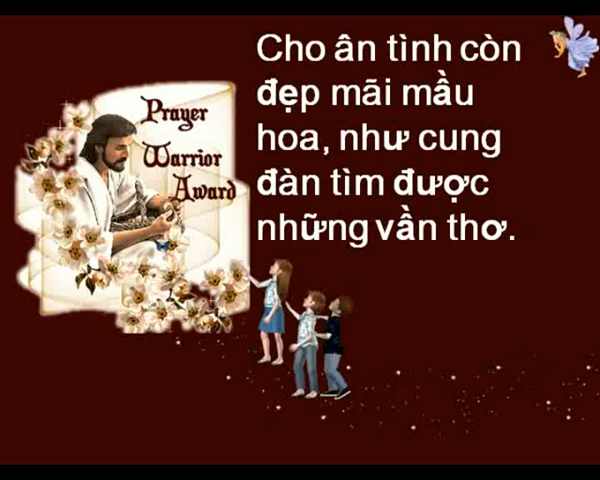 Cho ân tình còn
đẹp mãi mầu
hoa, như cung
đàn tìm được
những vần thơ.
Prayer
Warrior
Award